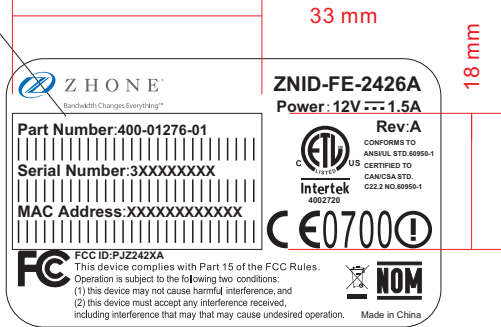 33 mm
18 mm
ZHONE®
Bandwidth Changes Everything™
ZNID-FE-2426A
Power: 12V 1.5A
Rev:A
Part Number:400-01276-01
Serial Number:3XXXXXXXX
MAC Address:XXXXXXXXXXXX
C ETL US
LISTED
Intertek
4002720
CONFORMS TO
ANSI/UL STD.60950-1
CERTIFIED TO
CAN/CSA STD.
C22.2 NO.60950-1
CE0700
FC
FCC ID:PJZ242XA
This device complies with Part 15 of the FCC Rules.
Operation is subject to the following two conditions:
(1) this device may not cause harmful interference,and
(2) this device must accept any interference received,
including interference that may that may cause undesired operation.
NOM
Made in China